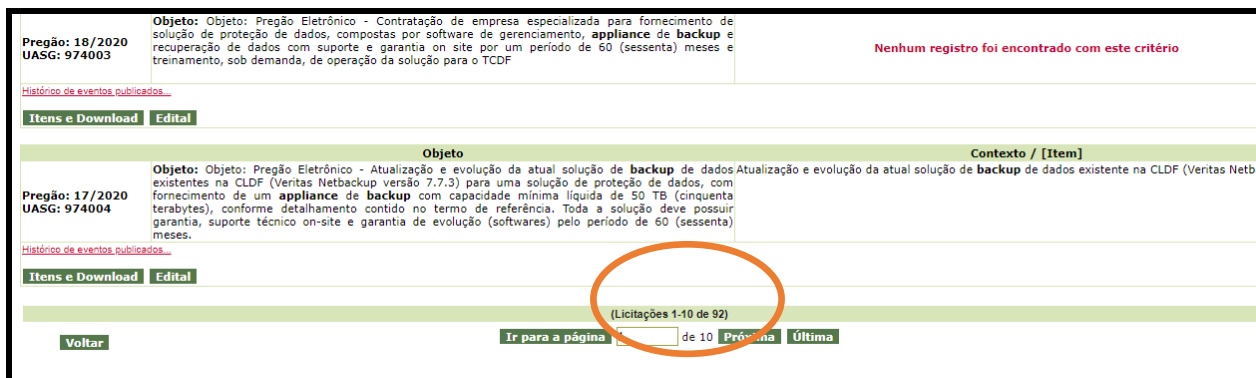 Objeto: Objeto: Pregão Eletrônico - Contratação de empresa especializada para fornecimento de
solução de proteção de dados, compostas por software de gerenciamento, appliance de backup e
recuperação de dados com suporte e garantia on site por um período de 60 (sessenta) meses e
treinamento, sob demanda, de operação da solução para o TCDF
Pregão: 18/2020
UASG: 974003
Nenhum registro foi encontrado com este critério
Histórico de eventos publicados...
Itens e Download Edital
Objeto Contexto / [Item]
Objeto: Objeto: Pregão Eletrônico - Atualização e evolução da atual solução de backup de dados
existentes na CLDF (Veritas Netbackup versão 7.7.3) para uma solução de proteção de dados, com
fornecimento de um appliance de backup com capacidade mínima líquida de 50 TB (cinquenta
terabytes), conforme detalhamento contido no termo de referência. Toda a solução deve possuir
garantia, suporte técnico on-site e garantia de evolução (softwares) pelo período de 60 (sessenta)
meses.
Pregão: 17/2020
UASG: 974004
Atualização e evolução da atual solução de backup de dados existente na CLDF (Veritas Netb
Histórico de eventos publicados...
Itens e Download Edital
(Licitações 1-10 de 92)
Voltar Ir para a página de 10 Próxima Última